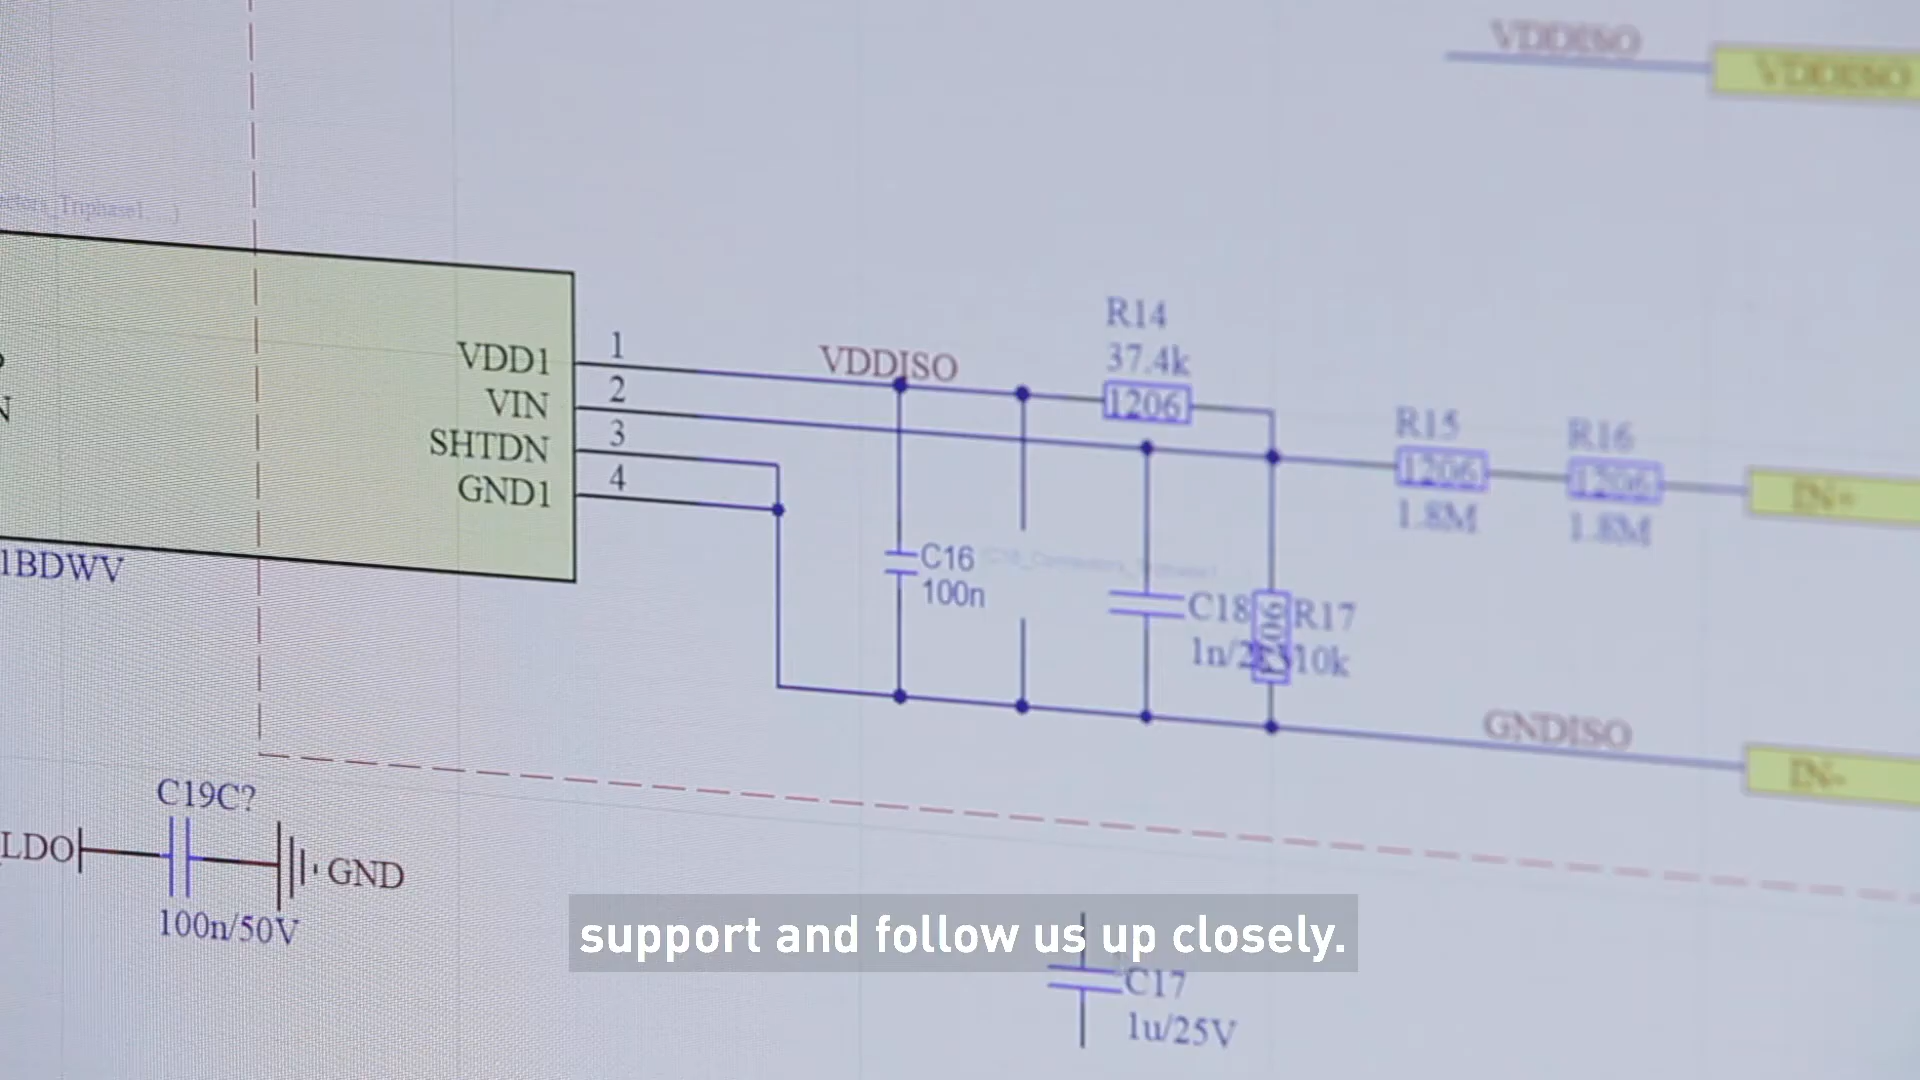 VDDISO
VDDISO
R14
37.4k
1206
VDDISO
VDD1
1
VIN
2
SHTDN
3
GND1
4
R15
1206
1.8M
R16
1206
1.8M
IN+
C16
100n
C18
R17
10k
1BDWV
GNDISO
IN-
C19C?
LDO
GND
100n/50V
support and follow us up closely.
C17
1u/25V